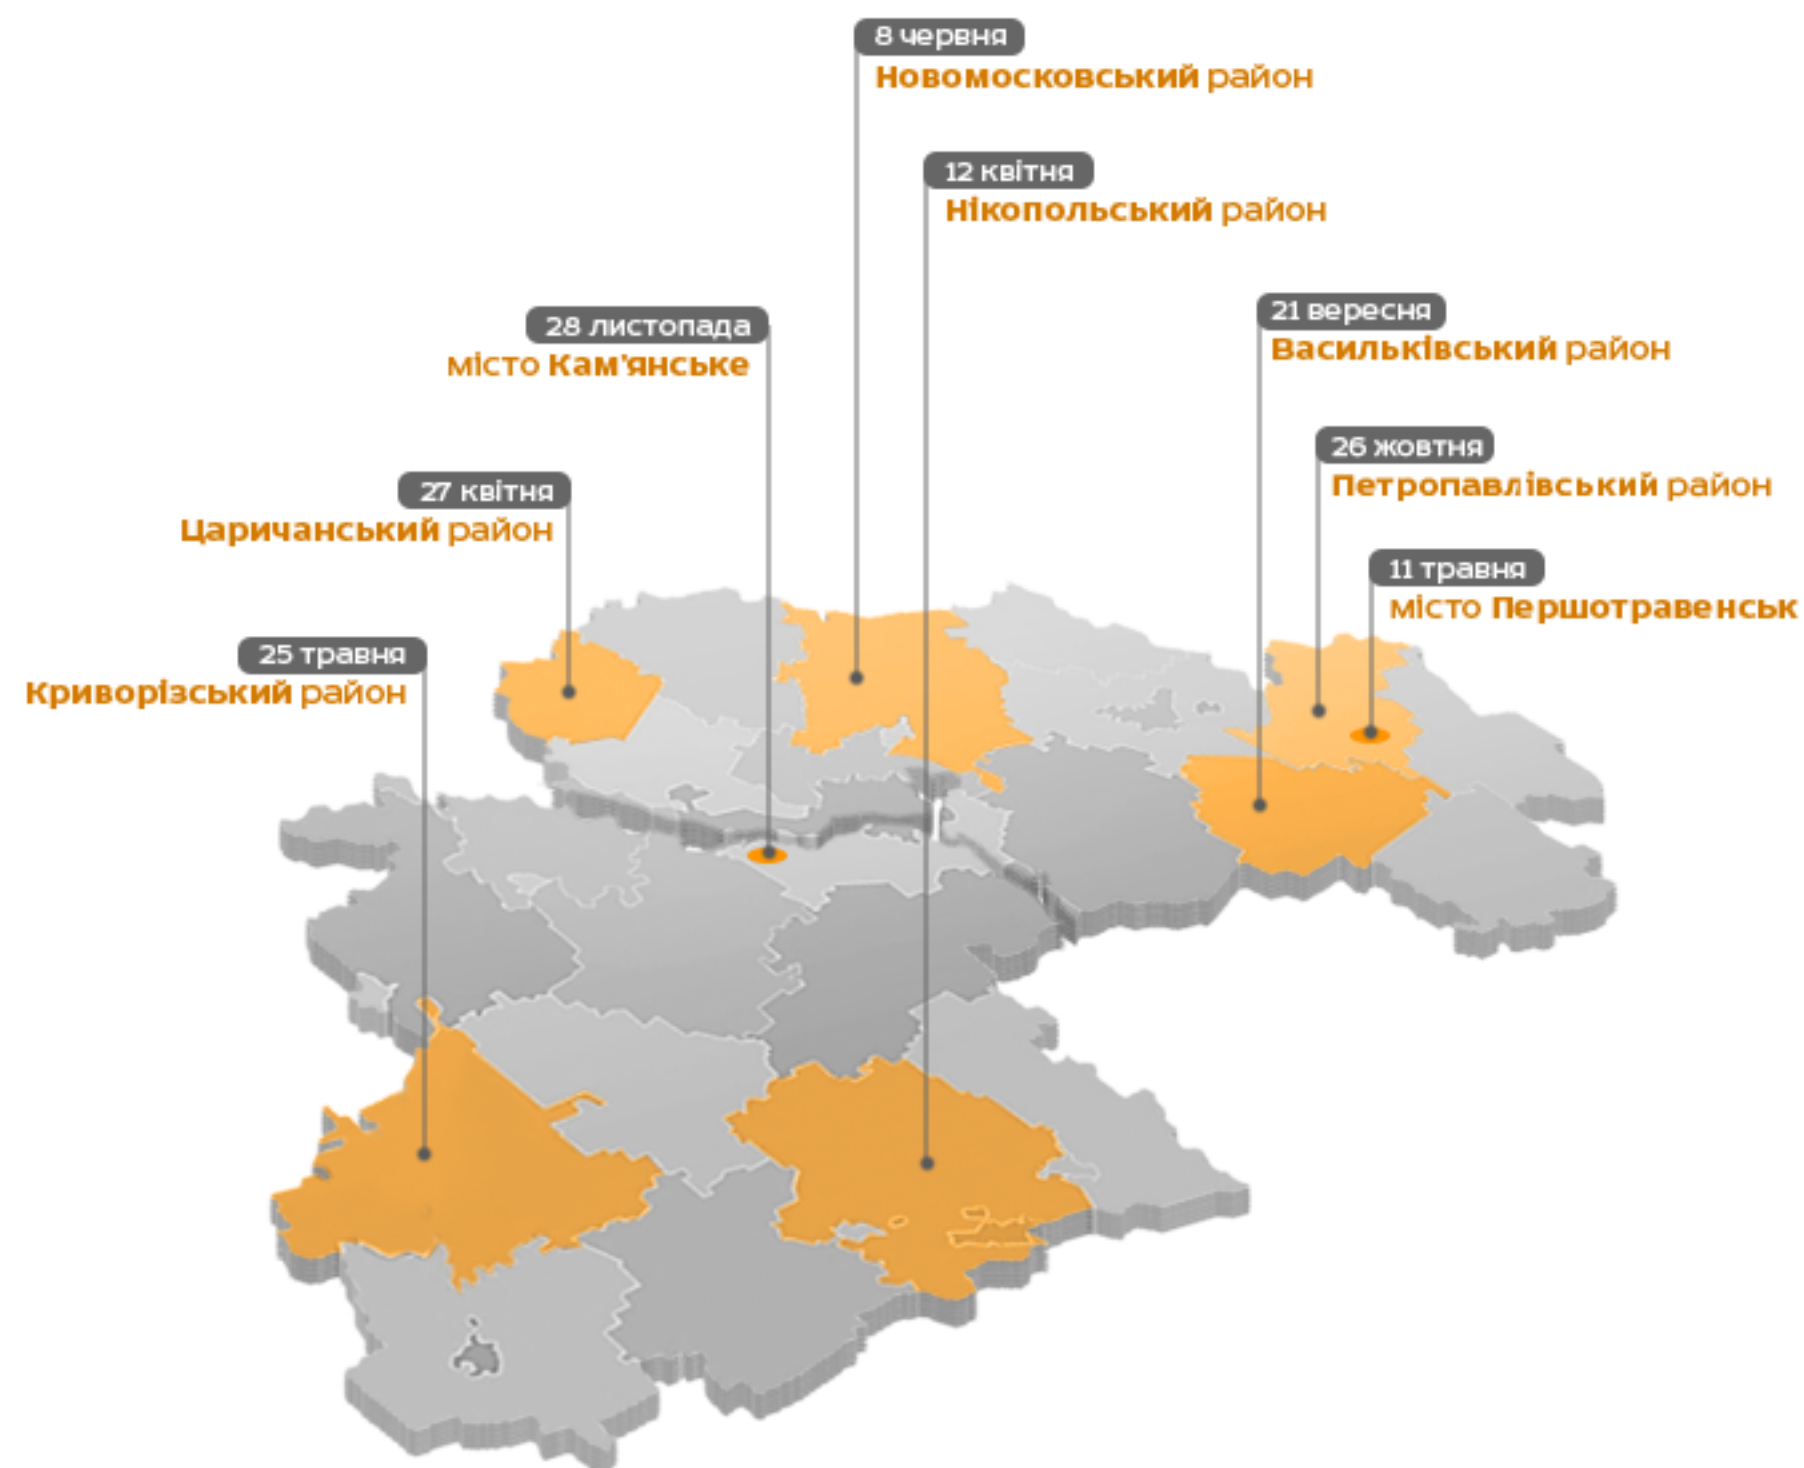 8 червня
Новомосковський район
12 квітня
Нікопольський район
28 листопада
місто Кам'янське
21 вересня
Васильківський район
26 жовтня
Петропавлівський район
27 квітня
Царичанський район
11 травня
місто Першотравенськ
25 травня
Криворізський район